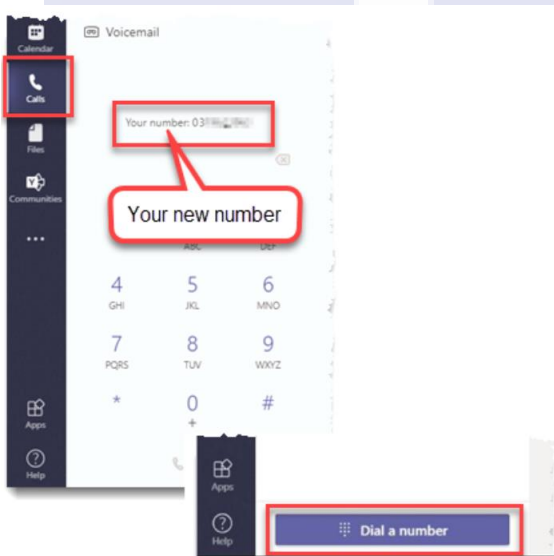 Calendar
Voicemail
Calls
Your number: 03
Files
Communities
Your new number
ABC
DEF
4 5 6
GHI JKL MNO
7 8 9
PQRS TUV WXYZ
* 0 #
+
Apps
Help
Apps
Help
Dial a number